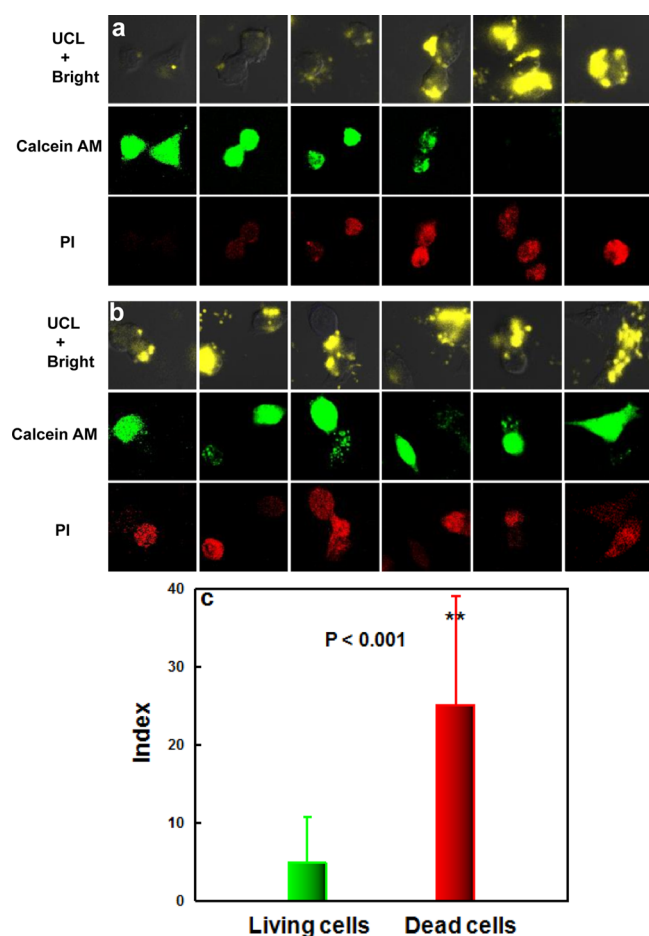 a
UCL
+
Bright
Calcein AM
PI
b
UCL
+
Bright
Calcein AM
PI
c
40
30
20
10
0
Index
P < 0.001
**
Living cells
Dead cells